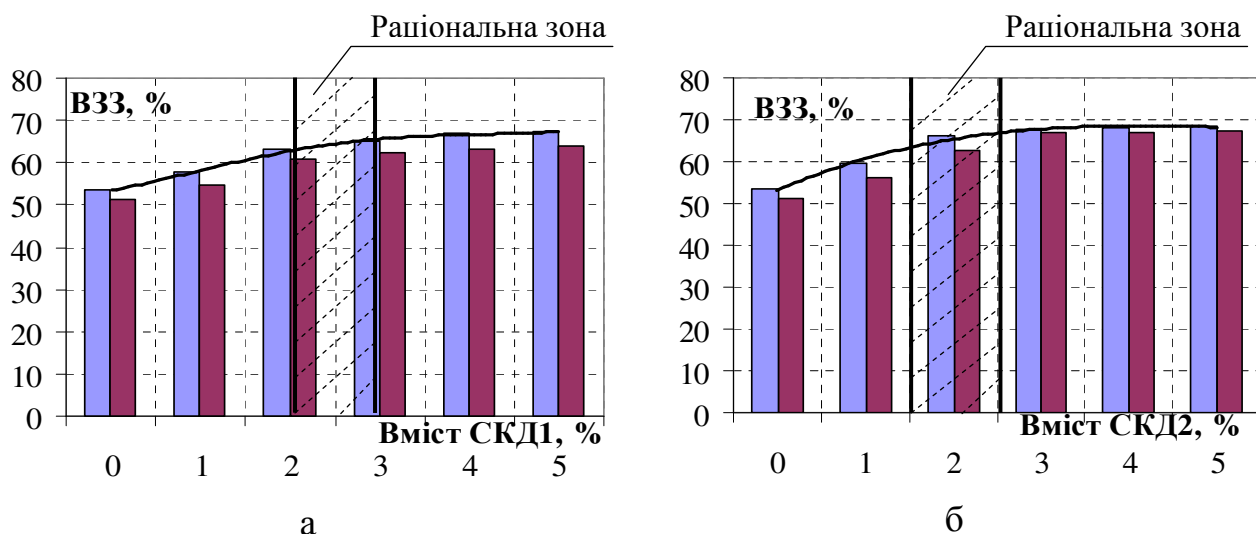 Раціональна зона
80
70
60
50
40
30
20
10
0
ВЗЗ, %
Вміст СКД1, %
0 1 2 3 4 5
а
Раціональна зона
80
70
60
50
40
30
20
10
0
ВЗЗ, %
Вміст СКД2, %
0 1 2 3 4 5
б